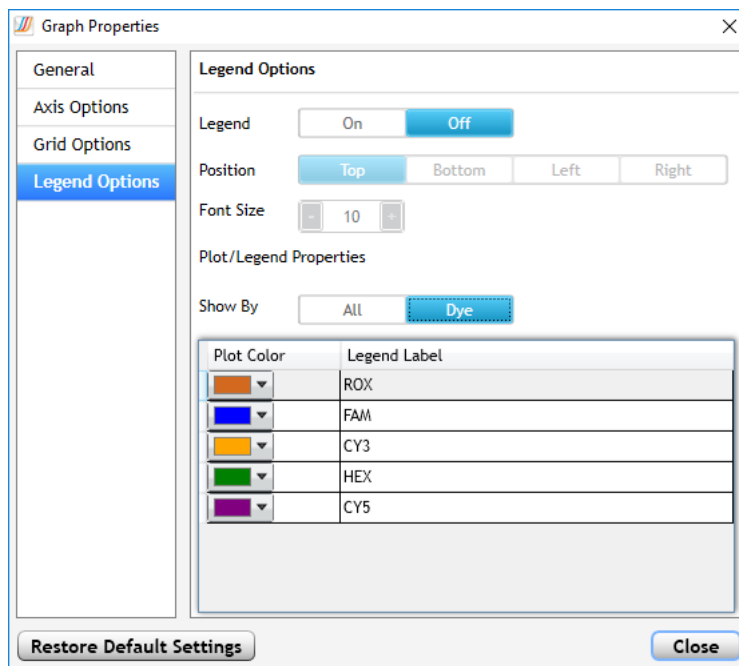 Graph Properties
General
Axis Options
Grid Options
Legend Options
Legend Options
Legend On Off
Position Top Bottom Left Right
Font Size - 10 +
Plot/Legend Properties
Show By All Dye
Plot Color Legend Label
ROX
FAM
CY3
HEX
CY5
Restore Default Settings Close